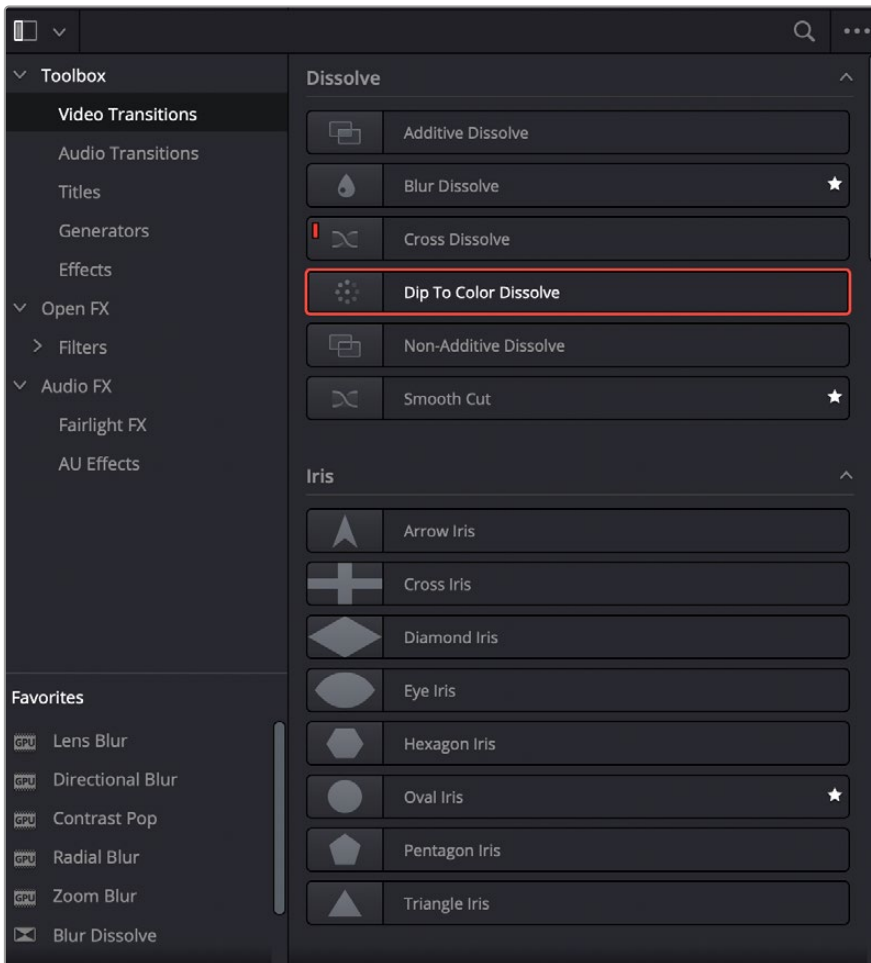 Toolbox
Video Transitions
Audio Transitions
Titles
Generators
Effects
Open FX
Filters
Audio FX
Fairlight FX
AU Effects
Favorites
GPU Lens Blur
GPU Directional Blur
GPU Contrast Pop
GPU Radial Blur
GPU Zoom Blur
Blur Dissolve
Dissolve
Additive Dissolve
Blur Dissolve
Cross Dissolve
Dip To Color Dissolve
Non-Additive Dissolve
Smooth Cut
Iris
Arrow Iris
Cross Iris
Diamond Iris
Eye Iris
Hexagon Iris
Oval Iris
Pentagon Iris
Triangle Iris